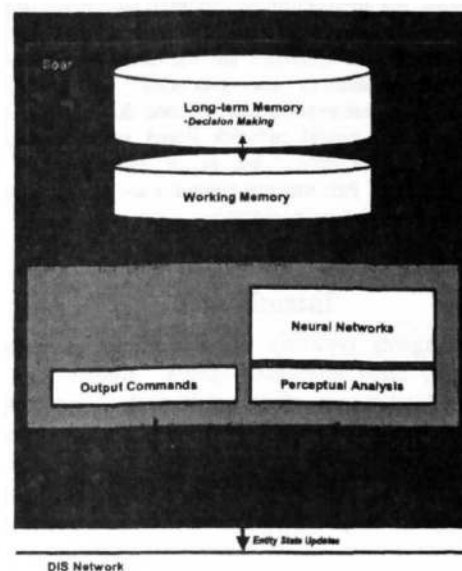 Soar
Long-term Memory
-Decision Making
Working Memory
Neural Networks
Output Commands
Perceptual Analysis
Entity State Updates
DIS Network